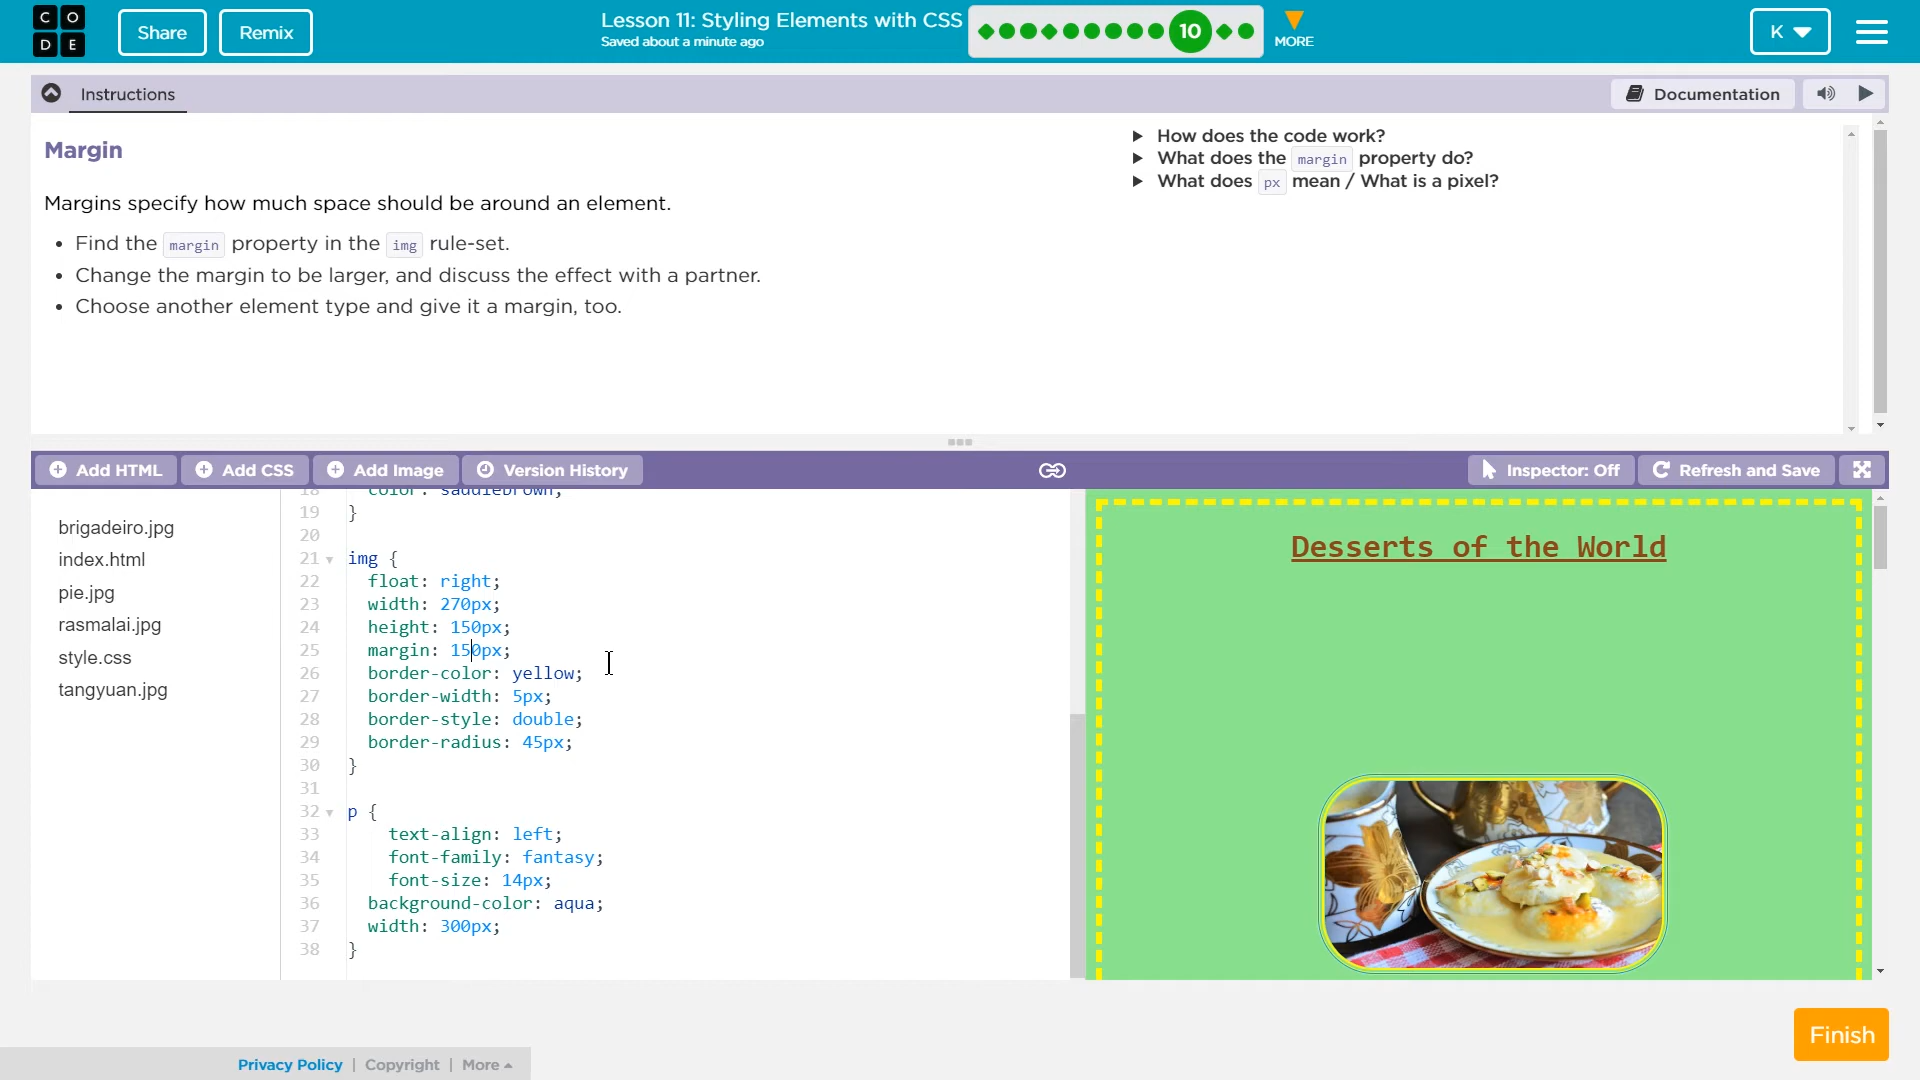 CO
DE
Share
Remix
Lesson 11: Styling Elements with CSS
Saved about a minute ago
10
MORE
K
Instructions
Documentation
Margin
Margins specify how much space should be around an element.
• Find the margin property in the img rule-set.
• Change the margin to be larger, and discuss the effect with a partner.
• Choose another element type and give it a margin, too.
How does the code work?
What does the margin property do?
What does px mean / What is a pixel?
Add HTML
Add CSS
Add Image
Version History
Inspector: Off
Refresh and Save
brigadeiro.jpg
index.html
pie.jpg
rasmalai.jpg
style.css
tangyuan.jpg
18 color: saddlebrown;
19 }
20
21 img {
22 float: right;
23 width: 270px;
24 height: 150px;
25 margin: 150px;
26 border-color: yellow;
27 border-width: 5px;
28 border-style: double;
29 border-radius: 45px;
30 }
31
32 p {
33 text-align: left;
34 font-family: fantasy;
35 font-size: 14px;
36 background-color: aqua;
37 width: 300px;
38 }
Desserts of the World
Finish
Privacy Policy | Copyright | More